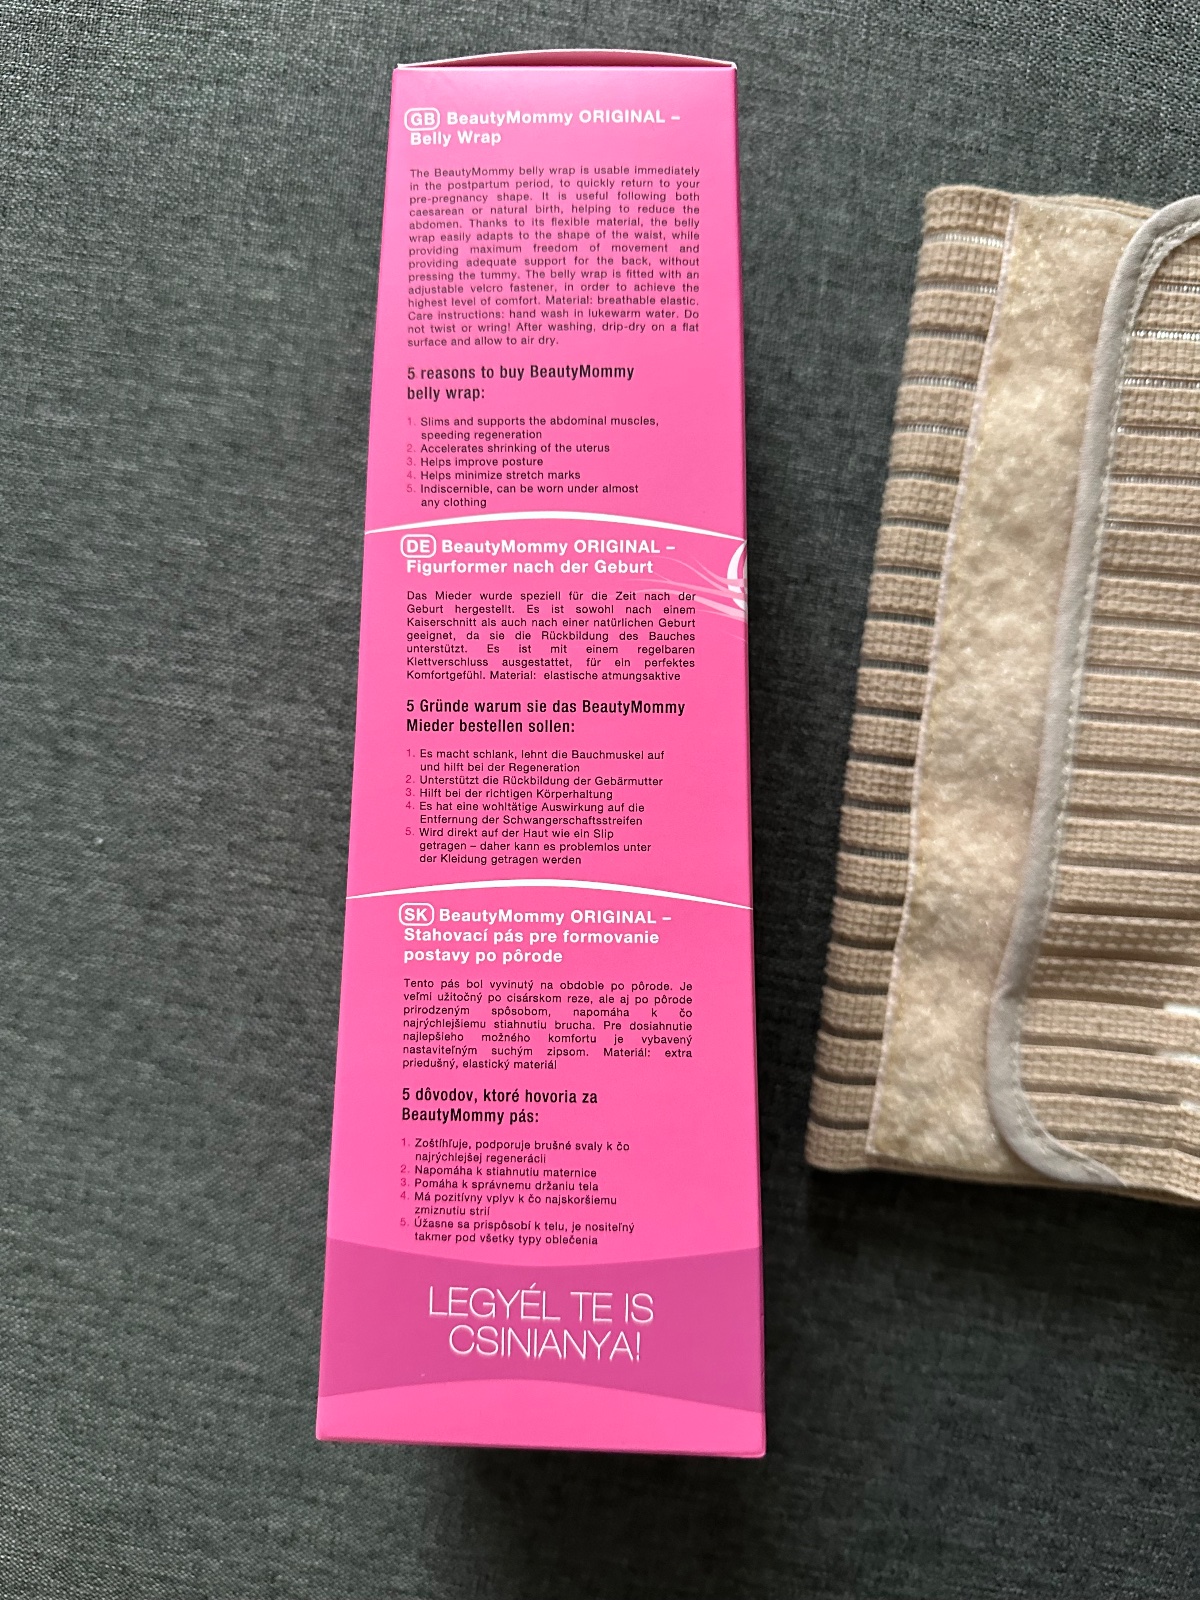 GB BeautyMommy ORIGINAL –
Belly Wrap
The BeautyMommy belly wrap is usable immediately
in the postpartum period, to quickly return to your
pre-pregnancy shape. It is useful following both
caesarean or natural birth, helping to reduce the
abdomen. Thanks to its flexible material, the belly
wrap easily adapts to the shape of the waist, while
providing maximum freedom of movement and
providing adequate support for the back, without
pressing the tummy. The belly wrap is fitted with an
adjustable velcro fastener, in order to achieve the
highest level of comfort. Material: breathable elastic.
Care instructions: hand wash in lukewarm water. Do
not twist or wring! After washing, drip-dry on a flat
surface and allow to air dry.
5 reasons to buy BeautyMommy
belly wrap:
1. Slims and supports the abdominal muscles,
speeding regeneration
2. Accelerates shrinking of the uterus
3. Helps improve posture
4. Helps minimize stretch marks
5. Indiscernible, can be worn under almost
any clothing
DE BeautyMommy ORIGINAL –
Figurformer nach der Geburt
Das Mieder wurde speziell für die Zeit nach der
Geburt hergestellt. Es ist sowohl nach einem
Kaiserschnitt als auch nach einer natürlichen Geburt
geeignet, da sie die Rückbildung des Bauches
unterstützt. Es ist mit einem regelbaren
Klettverschluss ausgestattet, für ein perfektes
Komfortgefühl. Material: elastische atmungsaktive
5 Gründe warum sie das BeautyMommy
Mieder bestellen sollen:
1. Es macht schlank, lehnt die Bauchmuskel auf
und hilft bei der Regeneration
2. Unterstützt die Rückbildung der Gebärmutter
3. Hilft bei der richtigen Körperhaltung
4. Es hat eine wohltätige Auswirkung auf die
Entfernung der Schwangerschaftsstreifen
5. Wird direkt auf der Haut wie ein Slip
getragen – daher kann es problemlos unter
der Kleidung getragen werden
SK BeautyMommy ORIGINAL –
Stahovací pás pre formovanie
postavy po pôrode
Tento pás bol vyvinutý na obdobie po pôrode. Je
veľmi užitočný po cisárskom reze, ale aj po pôrode
prirodzeným spôsobom, napomáha k čo
najrýchlejšiemu stiahnutiu brucha. Pre dosiahnutie
najlepšieho možného komfortu je vybavený
nastaviteľným suchým zipsom. Materiál: extra
priedušný, elastický materiál
5 dôvodov, ktoré hovoria za
BeautyMommy pás:
1. Zoštíhľuje, podporuje brušné svaly k čo
najrýchlejšej regenerácii
2. Napomáha k stiahnutiu maternice
3. Pomáha k správnemu držaniu tela
4. Má pozitívny vplyv k čo najskoršiemu
zmiznutiu strií
5. Úžasne sa prispôsobí k telu, je nositeľný
takmer pod všetky typy oblečenia
LEGYÉL TE IS
CSINIANYA!